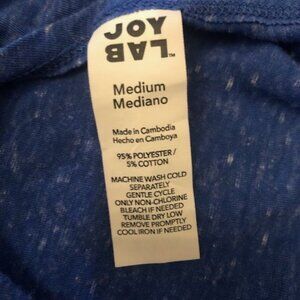 JOY
LAB™
Medium
Mediano
Made in Cambodia
Hecho en Camboya
95% POLYESTER /
5% COTTON
MACHINE WASH COLD
SEPARATELY
GENTLE CYCLE
ONLY NON-CHLORINE
BLEACH IF NEEDED
TUMBLE DRY LOW
REMOVE PROMPTLY
COOL IRON IF NEEDED